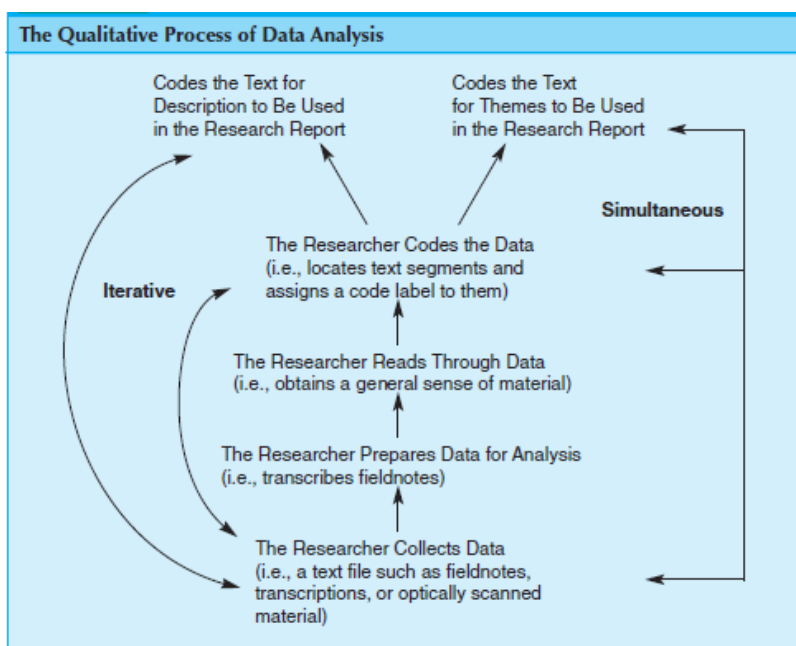 The Qualitative Process of Data Analysis
Codes the Text for
Description to Be Used
in the Research Report
Codes the Text
for Themes to Be Used
in the Research Report
Simultaneous
The Researcher Codes the Data
(i.e., locates text segments and
assigns a code label to them)
Iterative
The Researcher Reads Through Data
(i.e., obtains a general sense of material)
The Researcher Prepares Data for Analysis
(i.e., transcribes fieldnotes)
The Researcher Collects Data
(i.e., a text file such as fieldnotes,
transcriptions, or optically scanned
material)